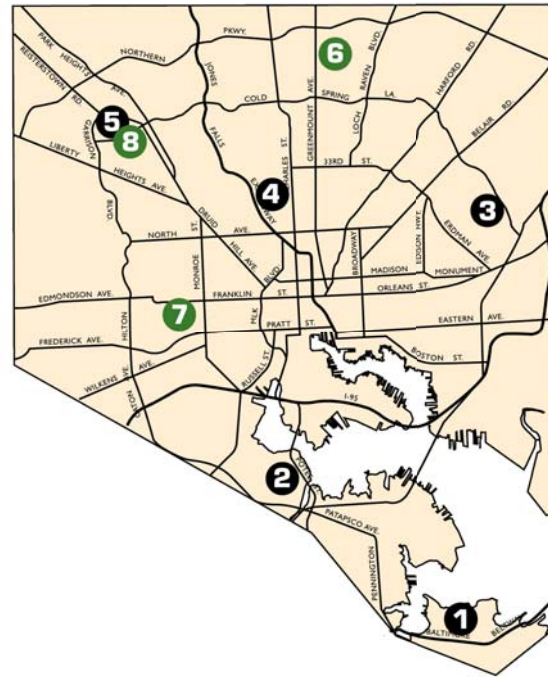 6
PKWY.
NORTHERN
PARK HEIGHTS AVE.
REISTERSTOWN RD.
JONES FALLS EXPWAY
GREENMOUNT AVE.
LOCH RAVEN BLVD.
HARFORD RD.
BELAIR RD.
COLD SPRING LA.
5
8
GARRISON BLVD.
LIBERTY HEIGHTS AVE.
33RD ST.
4
3
DRUID HILL AVE.
NORTH AVE.
MONROE ST.
BROADWAY
EDISON HWY.
ERDMAN AVE.
MADISON
MONUMENT
ORLEANS ST.
EDMONDSON AVE.
FRANKLIN ST.
MLK BLVD
7
PRATT ST.
EASTERN AVE.
FREDERICK AVE.
HILTON
BOSTON ST.
WILKENS AVE.
RUSSELL ST.
I-95
2
PATAPSCO AVE.
PENNINGTON
1
BALTIMORE